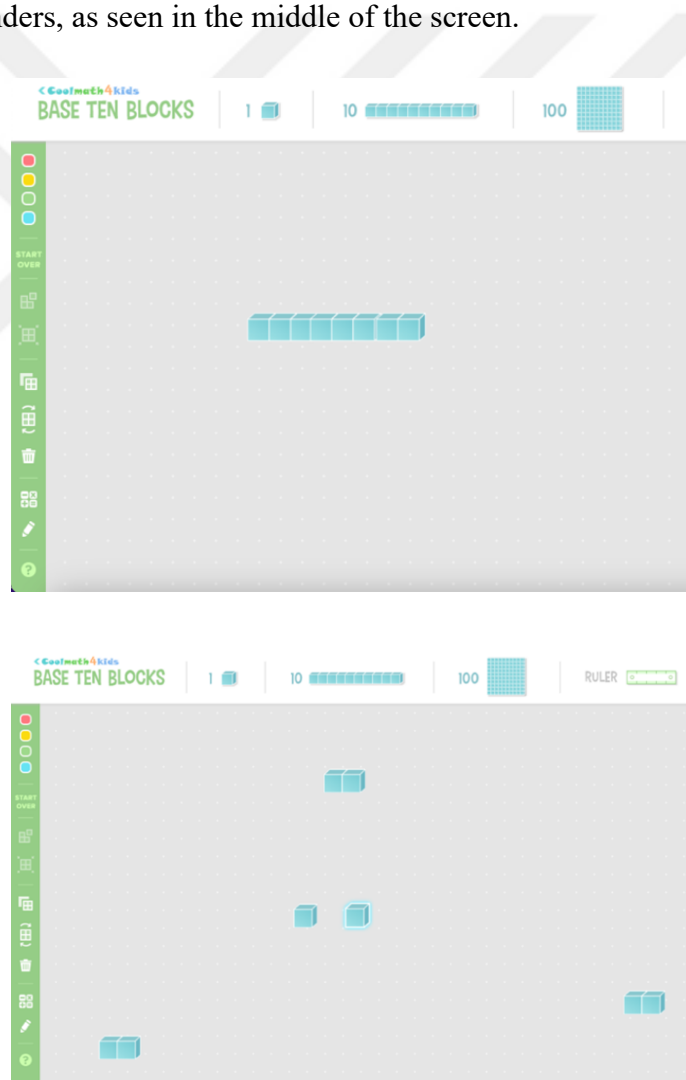 nders, as seen in the middle of the screen.
<Coolmath4kids
BASE TEN BLOCKS
1
10
100
START
OVER
?
<Coolmath4kids
BASE TEN BLOCKS
1
10
100
RULER
START
OVER
?